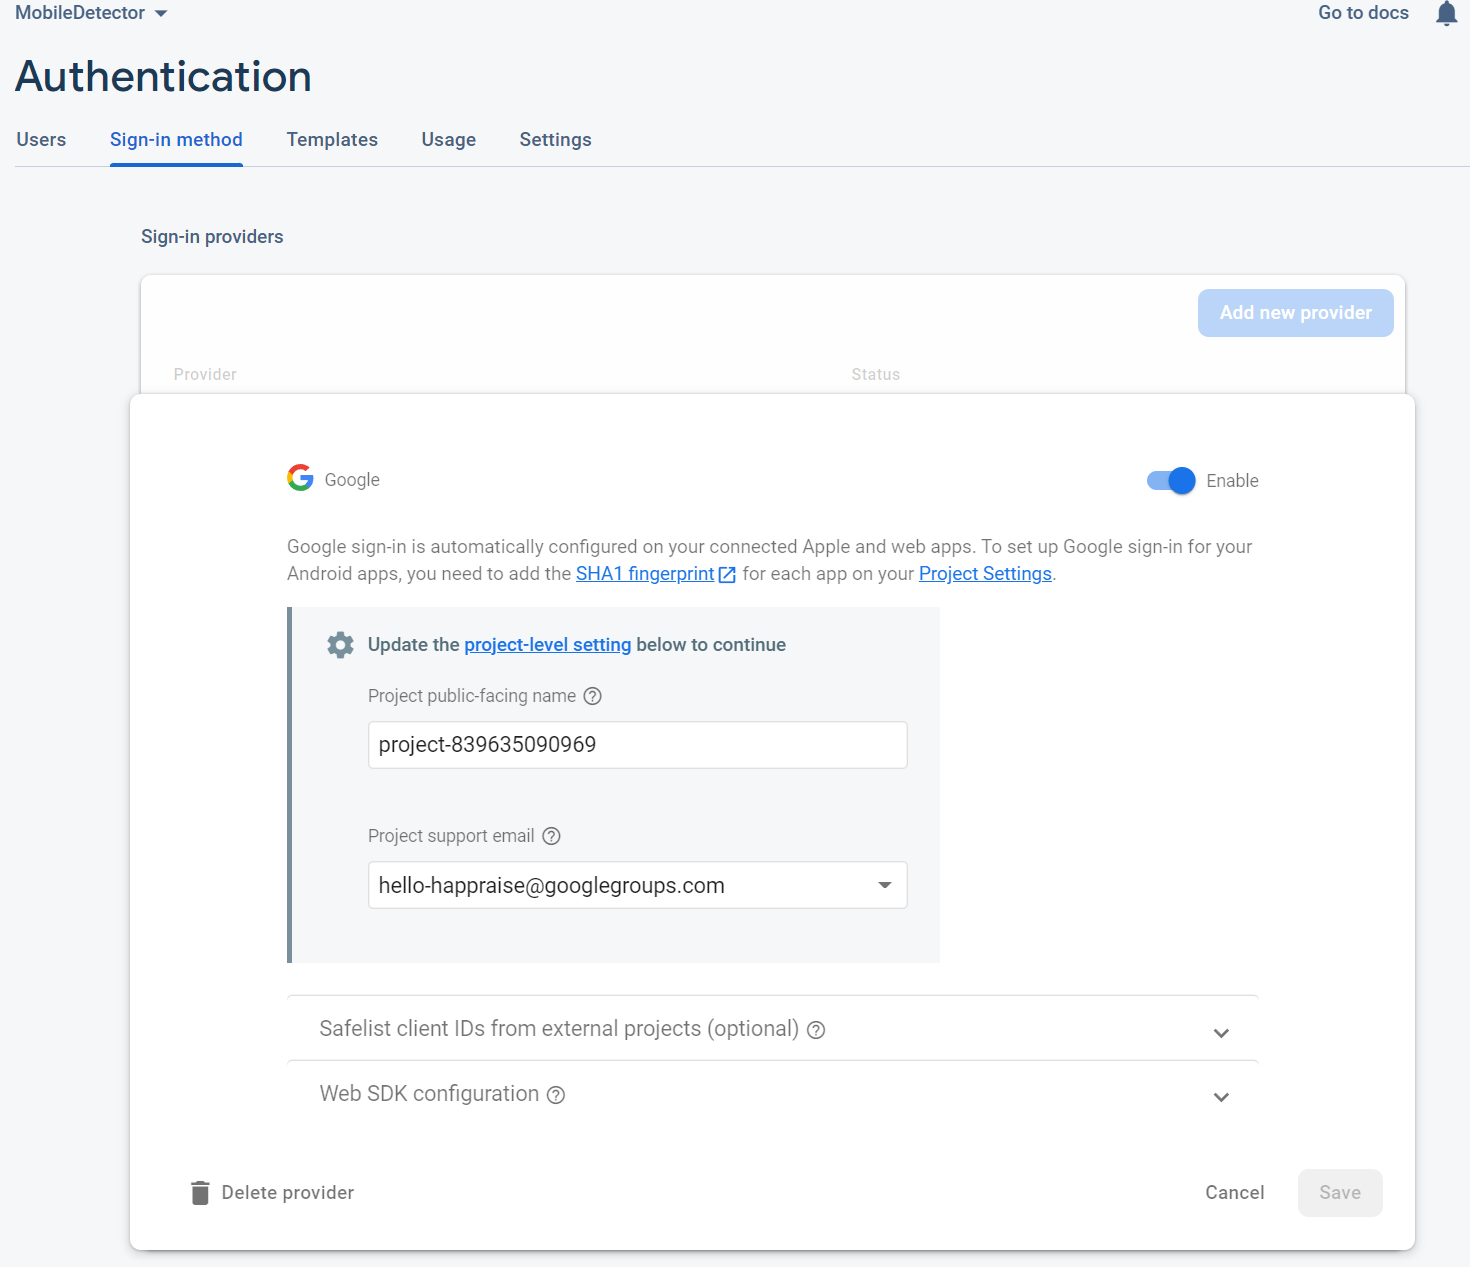 MobileDetector
Go to docs
Authentication
Users
Sign-in method
Templates
Usage
Settings
Sign-in providers
Add new provider
Provider
Status
Google
Enable
Google sign-in is automatically configured on your connected Apple and web apps. To set up Google sign-in for your
Android apps, you need to add the SHA1 fingerprint for each app on your Project Settings.
Update the project-level setting below to continue
Project public-facing name
project-839635090969
Project support email
hello-happraise@googlegroups.com
Safelist client IDs from external projects (optional)
Web SDK configuration
Delete provider
Cancel
Save